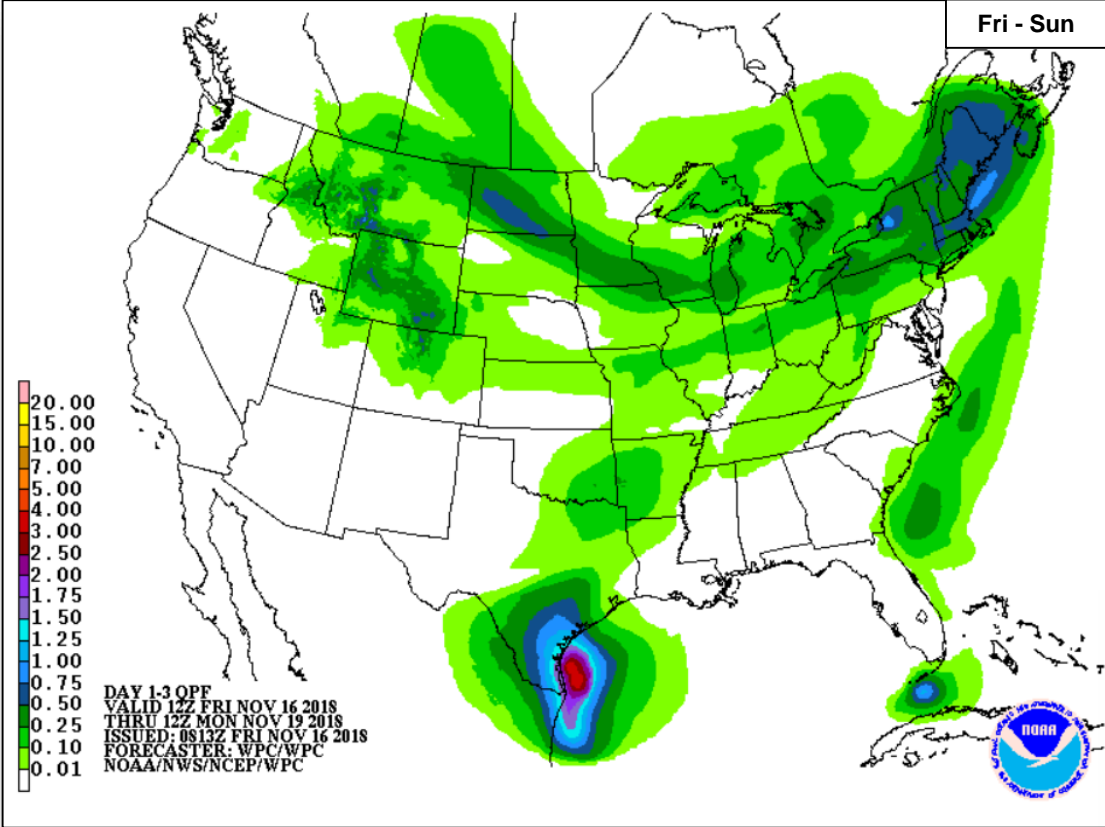 Fri - Sun
20.00
15.00
10.00
7.00
5.00
4.00
3.00
2.50
2.00
1.75
1.50
1.25
1.00
0.75
0.50
0.25
0.10
0.01
DAY 1-3 QPF
VALID 12Z FRI NOV 16 2018
THRU 12Z MON NOV 19 2018
ISSUED: 0813Z FRI NOV 16 2018
FORECASTER: WPC/WPC
NOAA/NWS/NCEP/WPC
NOAA